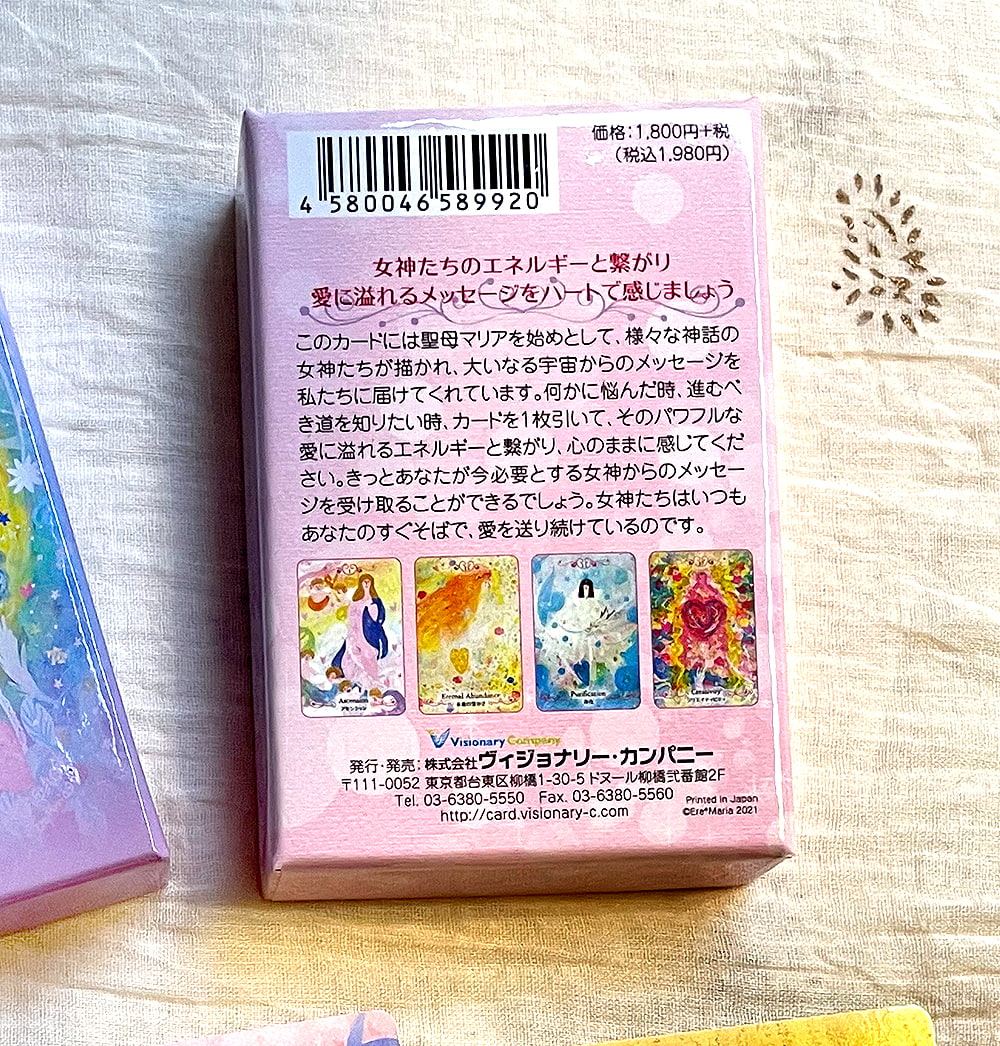 価格:1,800円+税
(税込1,980円)
4 580046 589920
女神たちのエネルギーと繋がり
愛に溢れるメッセージをハートで感じましょう
このカードには聖母マリアを始めとして、様々な神話の
女神たちが描かれ、大いなる宇宙からのメッセージを
私たちに届けてくれています。何かに悩んだ時、進むべ
き道を知りたい時、カードを1枚引いて、そのパワフルな
愛に溢れるエネルギーと繋がり、心のままに感じてくだ
さい。きっとあなたが今必要とする女神からのメッセー
ジを受け取ることができるでしょう。女神たちはいつも
あなたのすぐそばで、愛を送り続けているのです。
Ascension
アセンション
Eternal Abundance
永遠の豊かさ
Purification
浄化
Creativity
クリエイティビティ
Visionary Company
発行・発売:株式会社ヴィジョナリー・カンパニー
〒111-0052 東京都台東区柳橋1-30-5 ドヌール柳橋弐番館2F
Tel. 03-6380-5550 Fax. 03-6380-5560
http://card.visionary-c.com
Printed in Japan
©Ere*Maria 2021